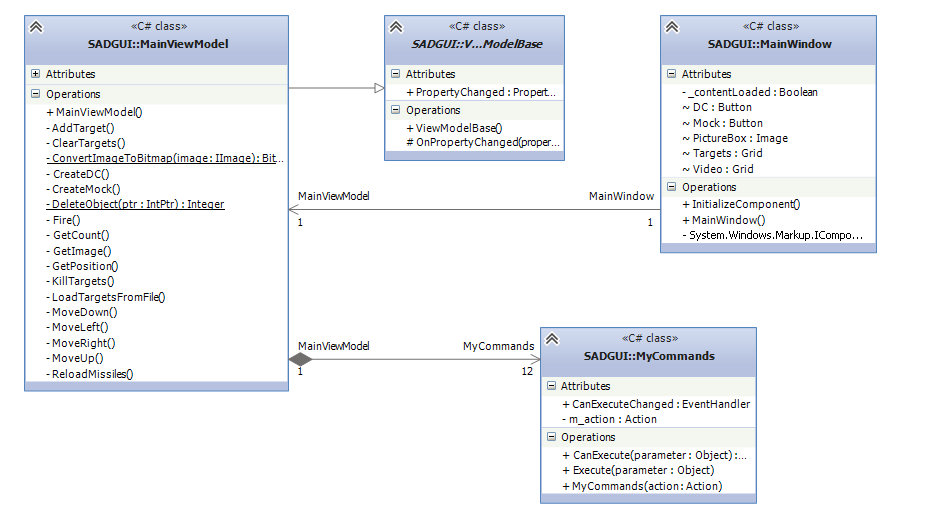 «C# class»
SADGUI::MainViewModel
Attributes
Operations
+ MainViewModel()
- AddTarget()
- ClearTargets()
- ConvertImageToBitmap(image : IImage) : Bit...
- CreateDC()
- CreateMock()
- DeleteObject(ptr : IntPtr) : Integer
- Fire()
- GetCount()
- GetImage()
- GetPosition()
- KillTargets()
- LoadTargetsFromFile()
- MoveDown()
- MoveLeft()
- MoveRight()
- MoveUp()
- ReloadMissiles()
«C# class»
SADGUI::V...ModelBase
Attributes
+ PropertyChanged : Propert...
Operations
+ ViewModelBase()
# OnPropertyChanged(proper...
«C# class»
SADGUI::MainWindow
Attributes
- _contentLoaded : Boolean
~ DC : Button
~ Mock : Button
~ PictureBox : Image
~ Targets : Grid
~ Video : Grid
Operations
+ InitializeComponent()
+ MainWindow()
- System.Windows.Markup.ICompo...
MainViewModel
MainWindow
1
1
MainViewModel
MyCommands
1
12
«C# class»
SADGUI::MyCommands
Attributes
+ CanExecuteChanged : EventHandler
- m_action : Action
Operations
+ CanExecute(parameter : Object) :...
+ Execute(parameter : Object)
+ MyCommands(action : Action)